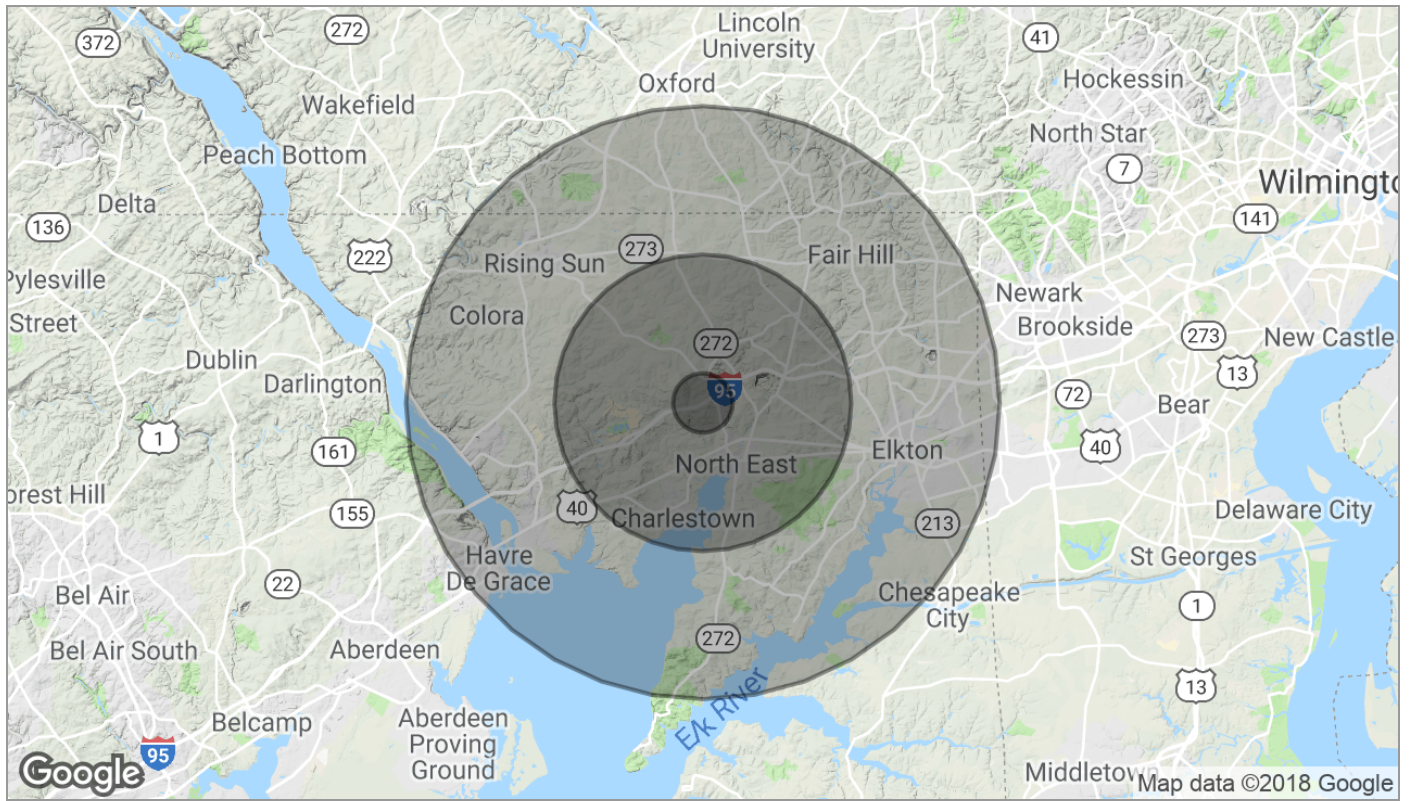 Lincoln
University
272
41
372
Hockessin
Oxford
Wakefield
North Star
Peach Bottom
7
Wilmingto
Delta
141
136
273
Fair Hill
222
Rising Sun
Pylesville
Newark
Colora
Street
Brookside
273
New Castle
272
Dublin
13
Darlington
95
72
Bear
1
40
161
Elkton
North East
orest Hill
40
155
Charlestown
213
Delaware City
Havre
De Grace
St Georges
22
Bel Air
Chesapeake
City
1
272
Bel Air South
Aberdeen
13
Elk River
Belcamp
Aberdeen
Proving
Ground
95
Google
Middletown
Map data ©2018 Google